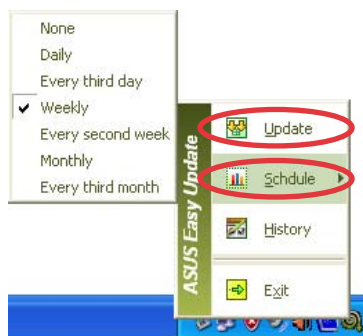 None
Daily
Every third day
Weekly
Every second week
Monthly
Every third month
ASUS Easy Update
Update
Schdule
History
Exit